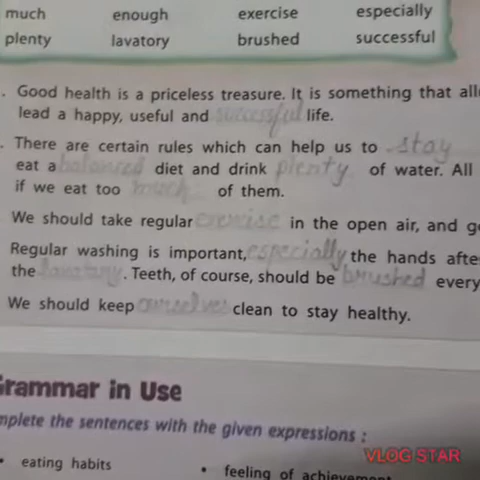 much enough exercise especially
plenty lavatory brushed successful
. Good health is a priceless treasure. It is something that all
lead a happy, useful and successful life.
. There are certain rules which can help us to stay
eat a balanced diet and drink plenty of water. All
if we eat too much of them.
We should take regular exercise in the open air, and g
Regular washing is important, especially the hands afte
the lavatory. Teeth, of course, should be brushed every
We should keep ourselves clean to stay healthy.
Grammar in Use
mplete the sentences with the given expressions :
• eating habits • feeling of achievement
VLOG STAR